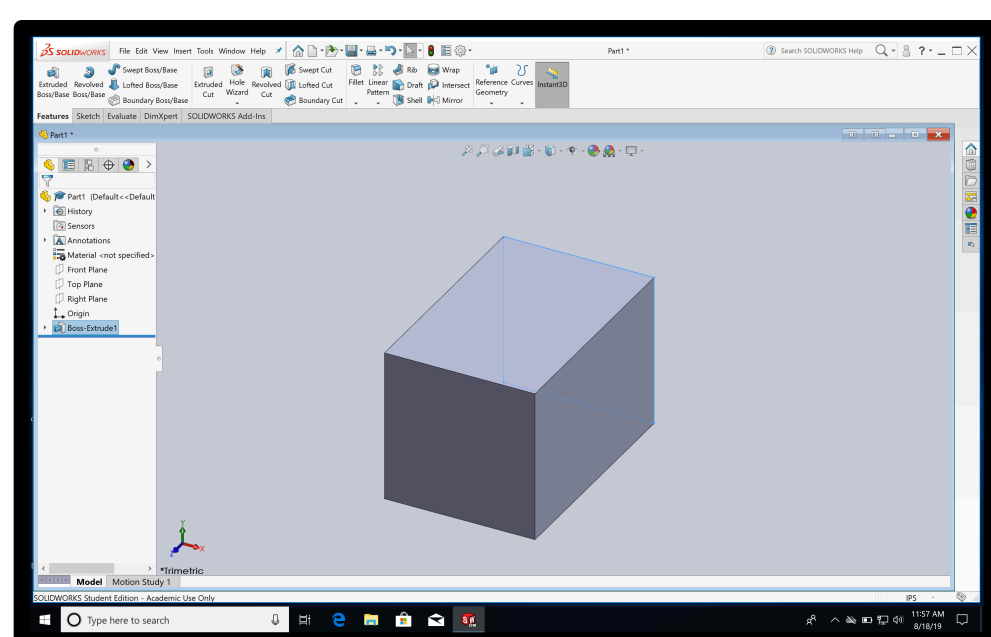 SOLIDWORKS File Edit View Insert Tools Window Help Part1 * Search SOLIDWORKS Help
Extruded Boss/Base
Revolved Boss/Base
Swept Boss/Base
Lofted Boss/Base
Boundary Boss/Base
Extruded Cut
Hole Wizard
Revolved Cut
Swept Cut
Lofted Cut
Boundary Cut
Fillet
Linear Pattern
Rib
Draft
Shell
Wrap
Intersect
Mirror
Reference Geometry
Curves
Instant3D
Features Sketch Evaluate DimXpert SOLIDWORKS Add-Ins
Part1 *
Part1 (Default<<Default
History
Sensors
Annotations
Material <not specified>
Front Plane
Top Plane
Right Plane
Origin
Boss-Extrude1
Y
X
Z
*Trimetric
Model Motion Study 1
SOLIDWORKS Student Edition - Academic Use Only IPS -
Type here to search
11:57 AM
8/18/19